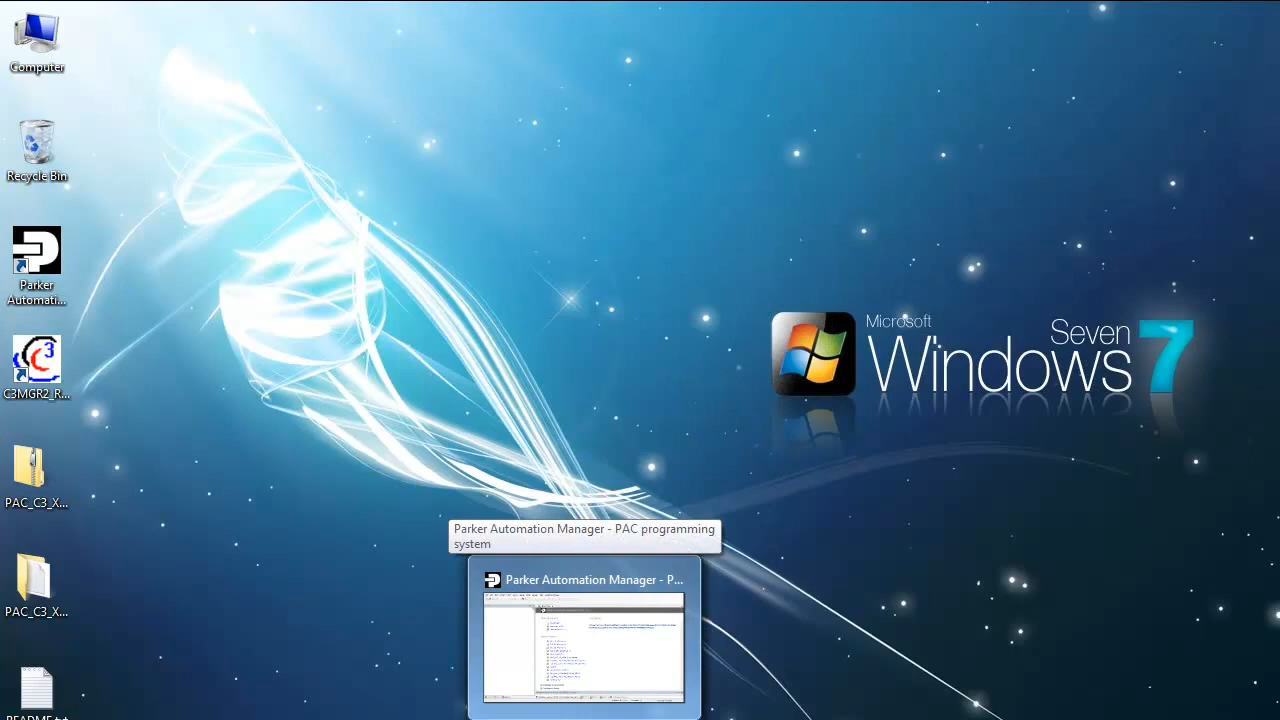 Computer
Recycle Bin
Parker
Automati...
C3MGR2_R...
PAC_C3_X...
PAC_C3_X...
README.txt
Microsoft
Seven
Windows 7
Parker Automation Manager - PAC programming
system
Parker Automation Manager - P...